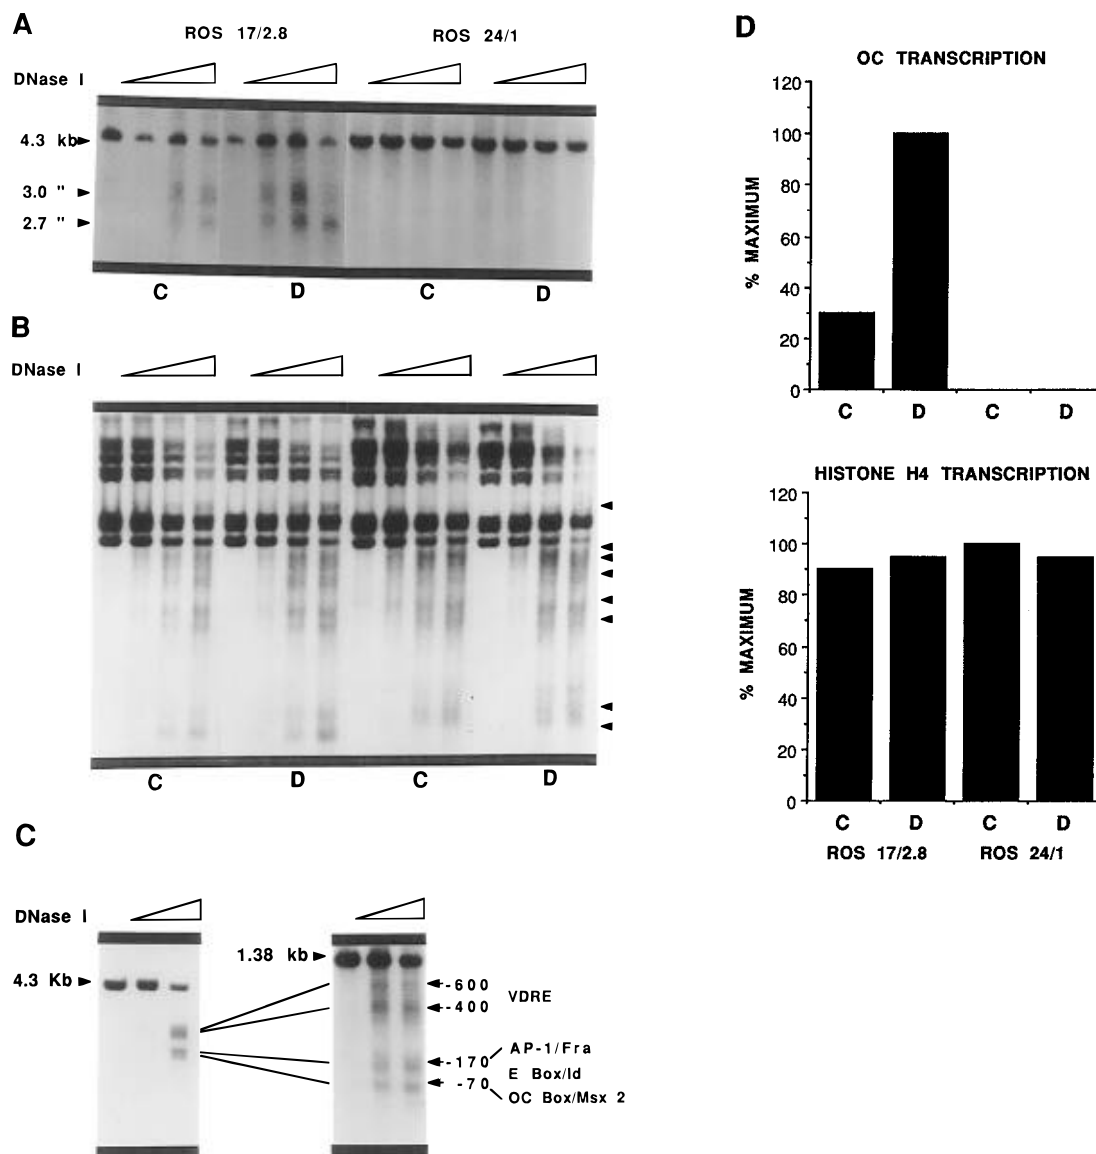 A
ROS 17/2.8
ROS 24/1
DNase I
4.3 kb
3.0 "
2.7 "
C
D
C
D
B
DNase I
C
D
C
D
C
DNase I
4.3 Kb
1.38 kb
-600
VDRE
-400
AP-1/Fra
-170
E Box/Id
-70
OC Box/Msx 2
D
OC TRANSCRIPTION
% MAXIMUM
120
100
80
60
40
20
0
C
D
C
D
HISTONE H4 TRANSCRIPTION
% MAXIMUM
120
100
80
60
40
20
0
C
D
C
D
ROS 17/2.8
ROS 24/1